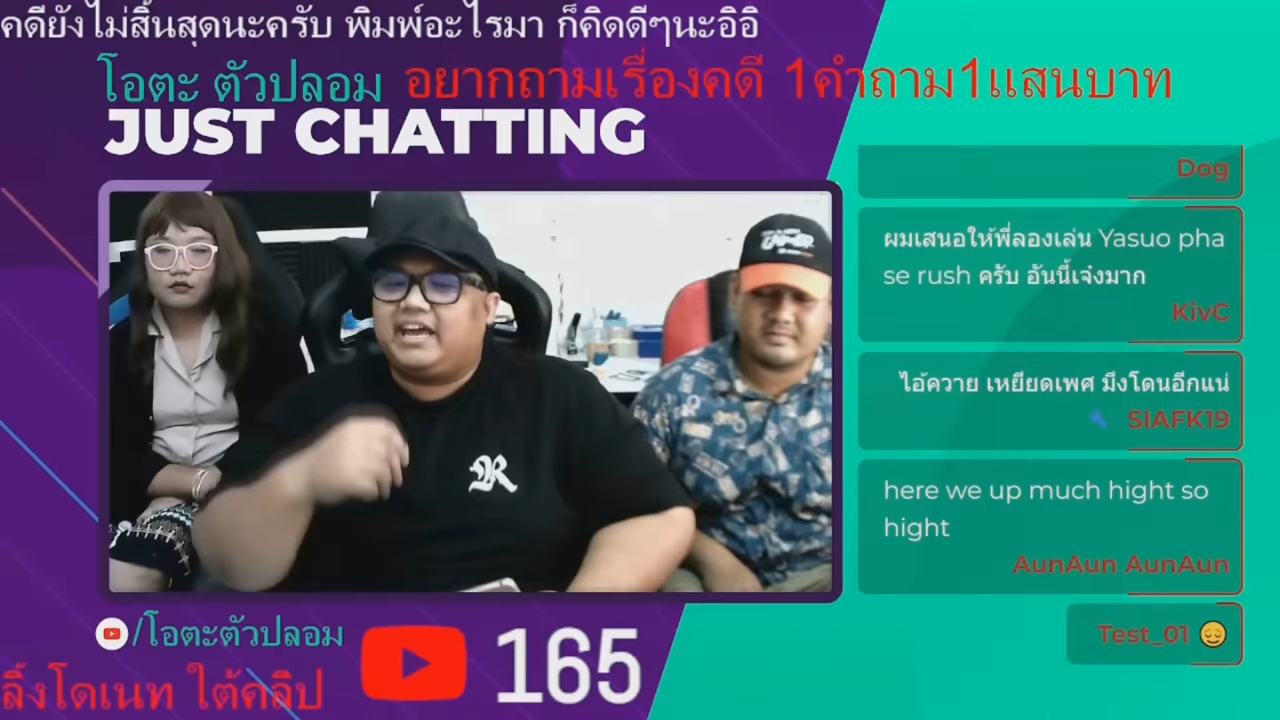 คดียังไม่สิ้นสุดนะครับ พิมพ์อะไรมา ก็คิดดีๆนะอิอิ
โอตะ ตัวปลอม อยากถามเรื่องคดี 1คำถาม1แสนบาท
JUST CHATTING
Dog
ผมเสนอให้พี่ลองเล่น Yasuo pha
se rush ครับ อันนี้เจ๋งมาก
KivC
ไอ้ควาย เหยียดเพศ มึงโดนอีกแน่
SIAFK19
here we up much hight so
hight
AunAun AunAun
Test_01 😌
R
/โอตะตัวปลอม
165
ลิ้งโดเนท ใต้คลิป